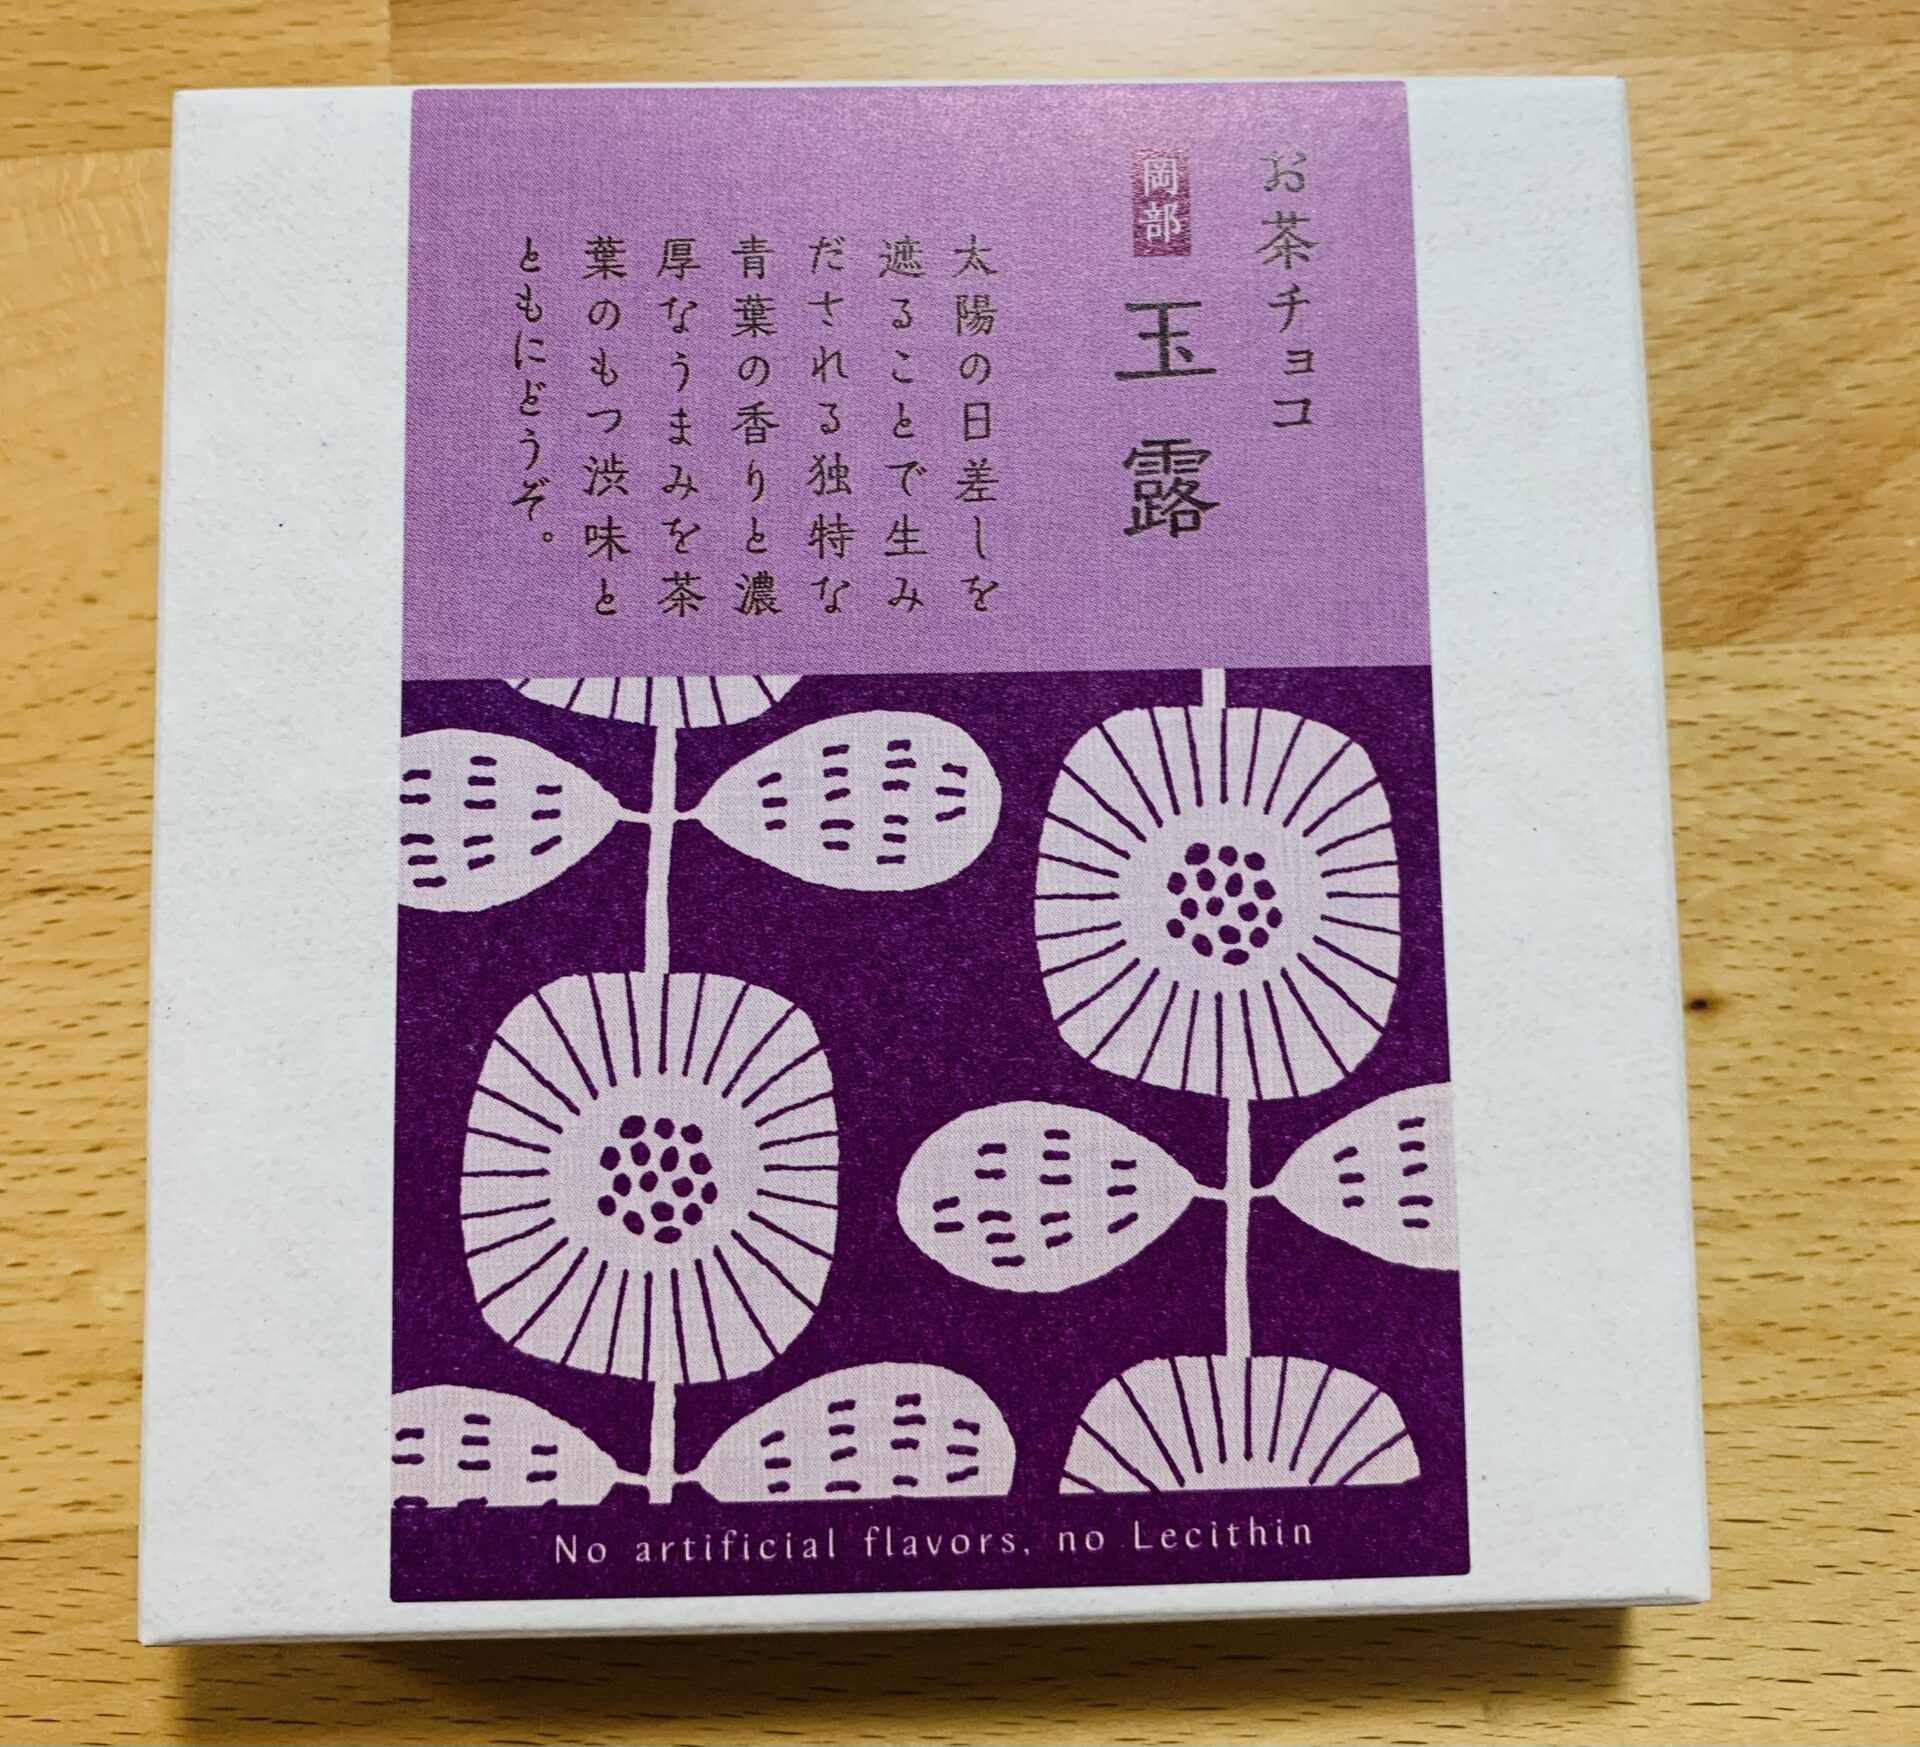 お茶チョコ
岡部 玉露
太陽の日差しを
遮ることで生み
だされる独特な
青葉の香りと濃
厚なうまみを茶
葉のもつ渋味と
ともにどうぞ。
No artificial flavors, no Lecithin